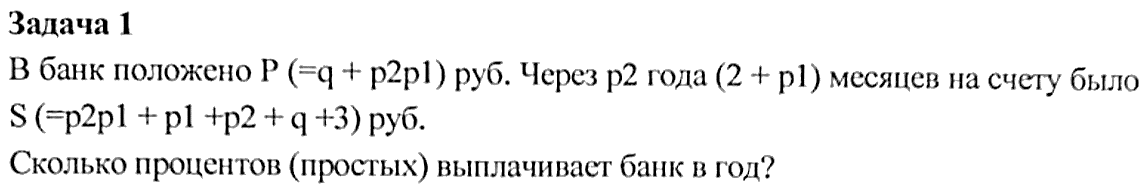 Задача 1
В банк положено P (=q + p2p1) руб. Через p2 года (2 + p1) месяцев на счету было
S (=p2p1 + p1 +p2 + q +3) руб.
Сколько процентов (простых) выплачивает банк в год?